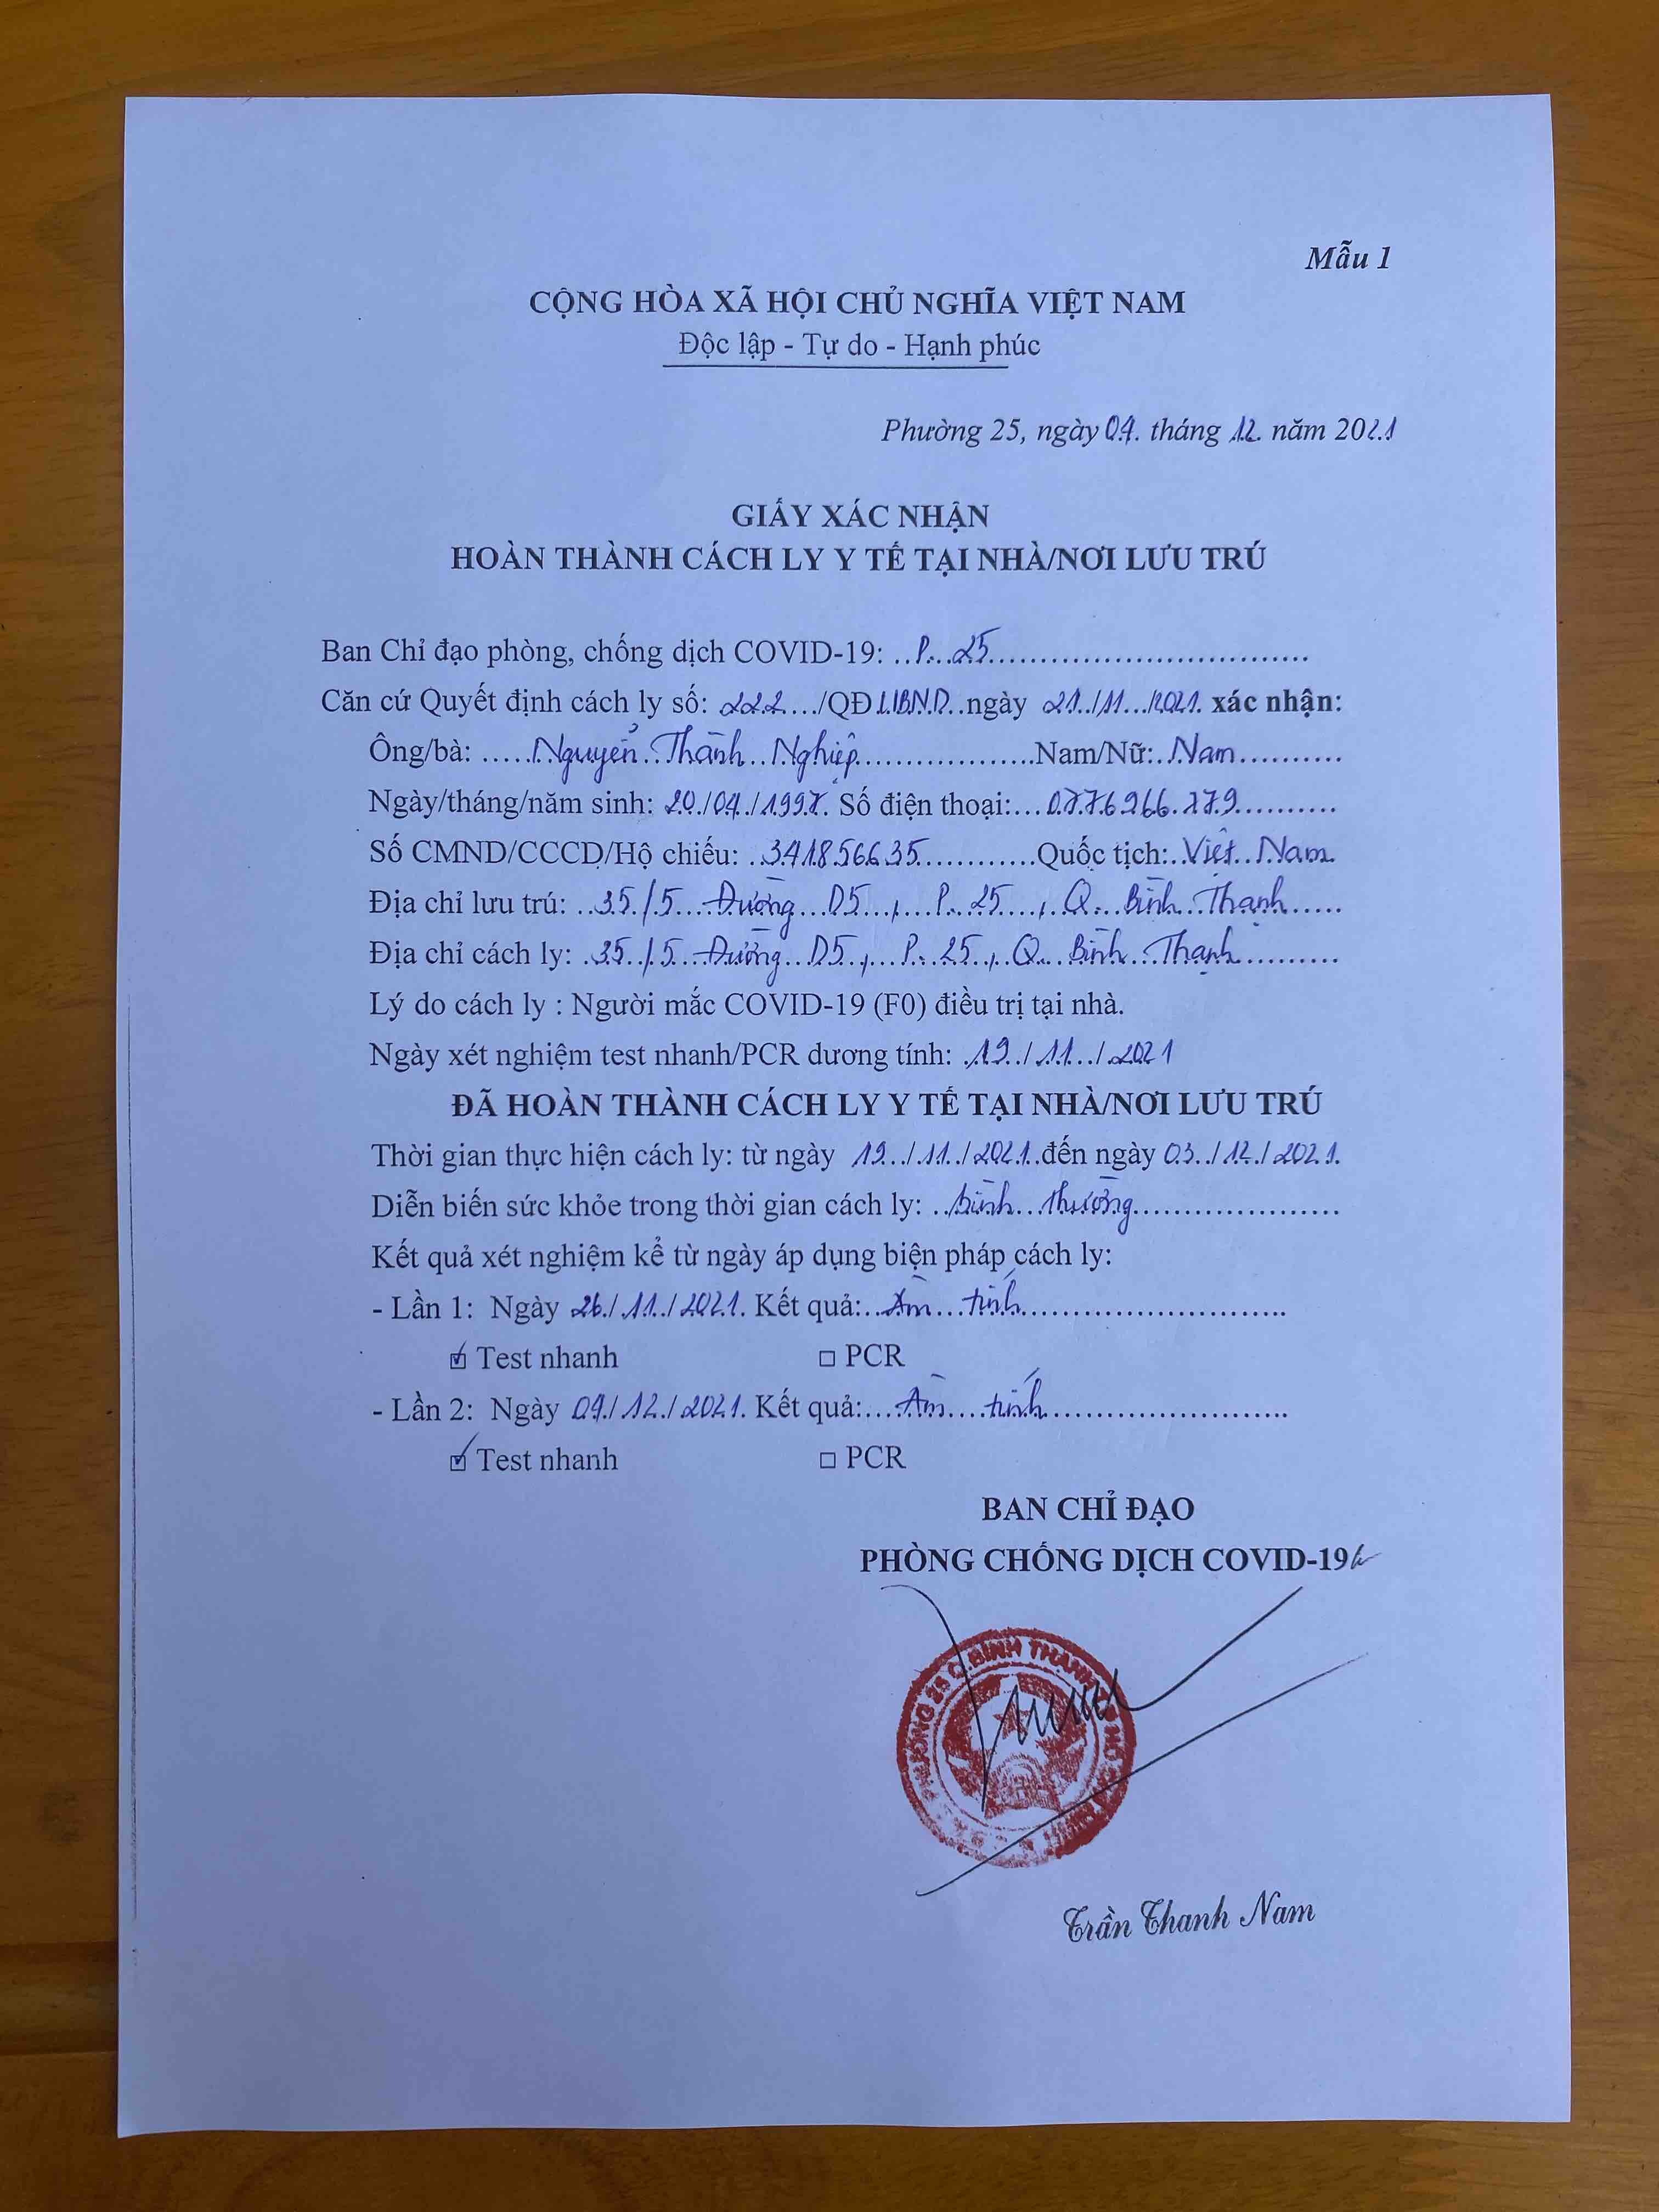 Mẫu 1
CỘNG HÒA XÃ HỘI CHỦ NGHĨA VIỆT NAM
Độc lập - Tự do - Hạnh phúc
Phường 25, ngày 04. tháng 12. năm 2021
GIẤY XÁC NHẬN
HOÀN THÀNH CÁCH LY Y TẾ TẠI NHÀ/NƠI LƯU TRÚ
Ban Chỉ đạo phòng, chống dịch COVID-19: P. 25
Căn cứ Quyết định cách ly số: 222 /QĐ UBND ngày 21/11/2021. xác nhận:
Ông/bà: Nguyễn Thành Nghiệp Nam/Nữ: Nam
Ngày/tháng/năm sinh: 20/04/1997. Số điện thoại: 0776266279
Số CMND/CCCD/Hộ chiếu: 341856635 Quốc tịch: Việt Nam
Địa chỉ lưu trú: 35/5 Đường D5, P. 25, Q. Bình Thạnh
Địa chỉ cách ly: 35/5 Đường D5, P. 25, Q. Bình Thạnh
Lý do cách ly : Người mắc COVID-19 (F0) điều trị tại nhà.
Ngày xét nghiệm test nhanh/PCR dương tính: 19/11/2021
ĐÃ HOÀN THÀNH CÁCH LY Y TẾ TẠI NHÀ/NƠI LƯU TRÚ
Thời gian thực hiện cách ly: từ ngày 19/11/2021 đến ngày 03/12/2021.
Diễn biến sức khỏe trong thời gian cách ly: bình thường
Kết quả xét nghiệm kể từ ngày áp dụng biện pháp cách ly:
- Lần 1: Ngày 26/11/2021. Kết quả: Âm tính
☑ Test nhanh ☐ PCR
- Lần 2: Ngày 04/12/2021. Kết quả: Âm tính
☑ Test nhanh ☐ PCR
BAN CHỈ ĐẠO
PHÒNG CHỐNG DỊCH COVID-19
PHƯỜNG 25 Q.BÌNH THẠNH
Trần Thanh Nam